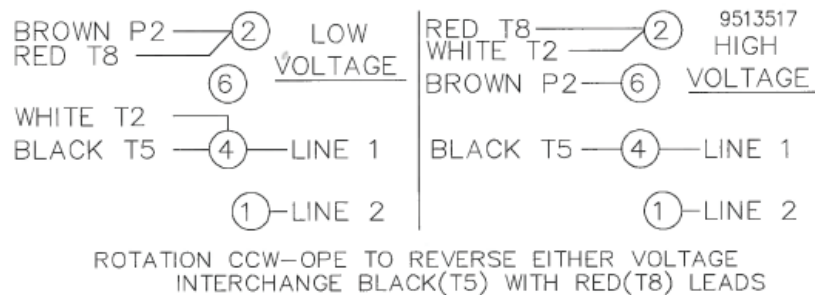 BROWN P2 2 LOW
RED T8 VOLTAGE
6
WHITE T2
BLACK T5 4 LINE 1
1 LINE 2
RED T8 2 9513517
WHITE T2 HIGH
BROWN P2 6 VOLTAGE
BLACK T5 4 LINE 1
1 LINE 2
ROTATION CCW-OPE TO REVERSE EITHER VOLTAGE
INTERCHANGE BLACK(T5) WITH RED(T8) LEADS